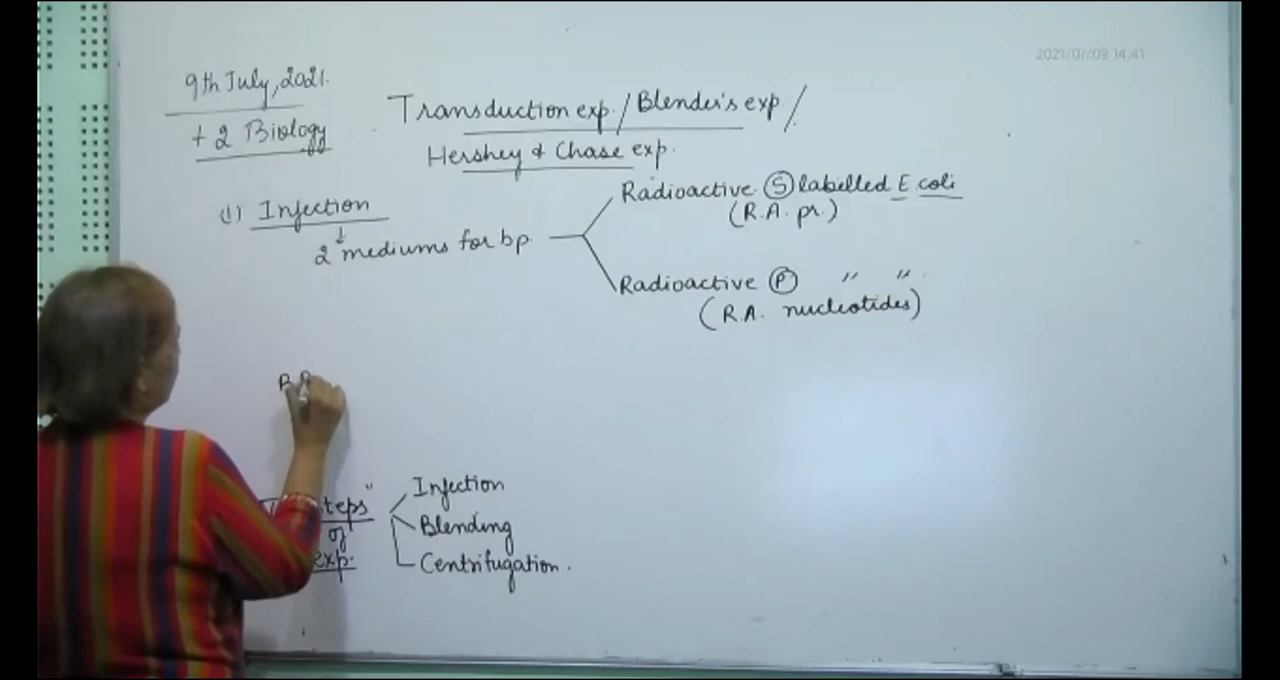 2021/07/09 14:41
9th July, 2021.
+ 2 Biology
Transduction exp. / Blender's exp /
Hershey & Chase exp.
(1) Infection
↓
2 mediums for bp.
Radioactive Ⓢ labelled E coli
(R.A. pr.)
Radioactive Ⓟ " "
(R.A. nucleotides)
steps"
of
exp.
Infection
Blending
Centrifugation.